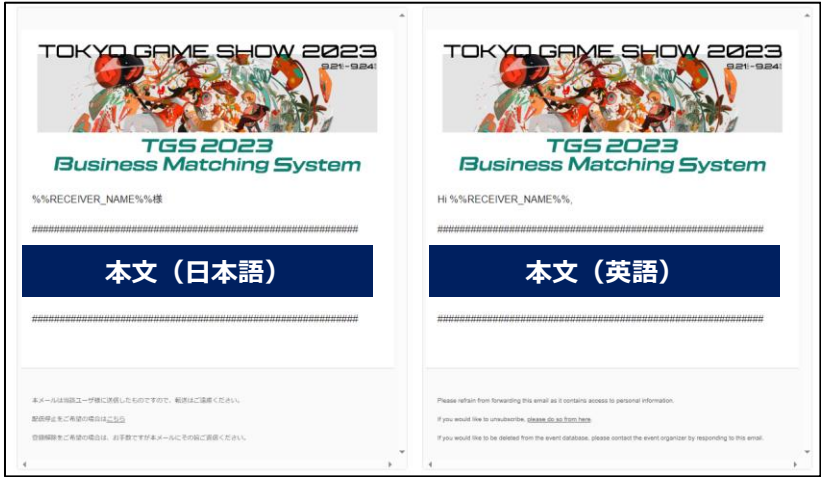 TOKYO GAME SHOW 2023
TGS 2023
Business Matching System
%%RECEIVER_NAME%%様
###########################################################
本文（日本語）
###########################################################
本メールは当該ユーザ様に送信したものですので、転送はご遠慮ください。
配信停止をご希望の場合はこちら
登録解除をご希望の場合は、お手数ですが本メールにその旨ご返信ください。
TOKYO GAME SHOW 2023
TGS 2023
Business Matching System
Hi %%RECEIVER_NAME%%,
###########################################################
本文（英語）
###########################################################
Please refrain from forwarding this email as it contains access to personal information.
If you would like to unsubscribe, please do so from here.
If you would like to be deleted from the event database, please contact the event organizer by responding to this email.